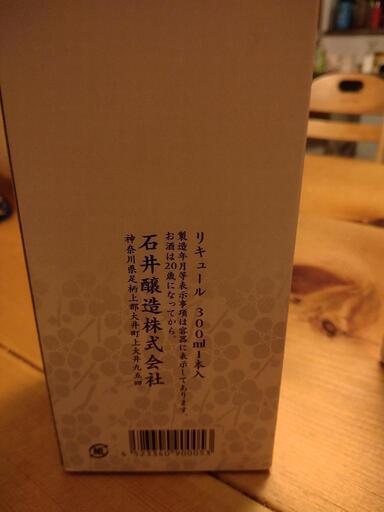 リキュール 300ml 1本入
製造年月等表示事項は容器に表示してあります。
お酒は20歳になってから。
石井醸造株式会社
神奈川県足柄上郡大井町上大井九五四
4 523340 900053